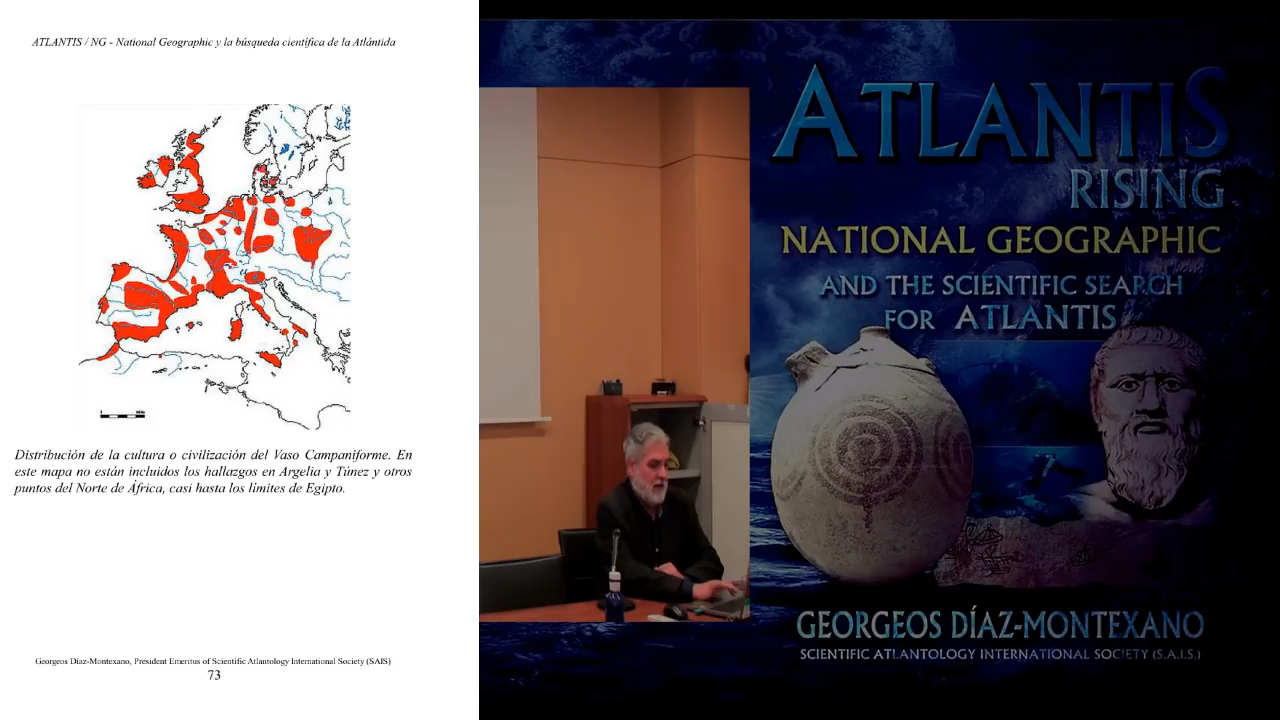 ATLANTIS / NG - National Geographic y la búsqueda científica de la Atlántida
Distribución de la cultura o civilización del Vaso Campaniforme. En
este mapa no están incluidos los hallazgos en Argelia y Túnez y otros
puntos del Norte de África, casi hasta los límites de Egipto.
Georgeos Díaz-Montexano, President Emeritus of Scientific Atlantology International Society (SAIS)
73
ATLANTIS
RISING
NATIONAL GEOGRAPHIC
AND THE SCIENTIFIC SEARCH
FOR ATLANTIS
GEORGEOS DÍAZ-MONTEXANO
SCIENTIFIC ATLANTOLOGY INTERNATIONAL SOCIETY (S.A.I.S.)